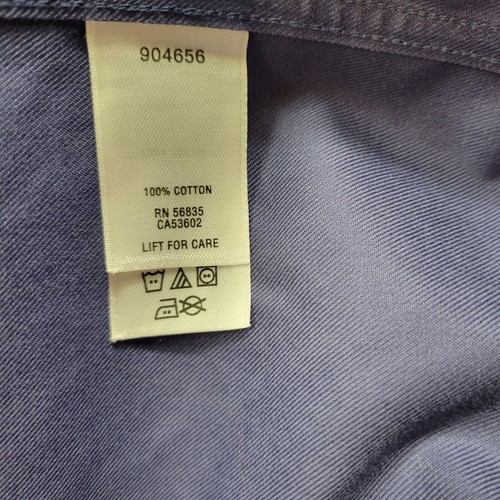 904656
100% COTTON
RN 56835
CA53602
LIFT FOR CARE